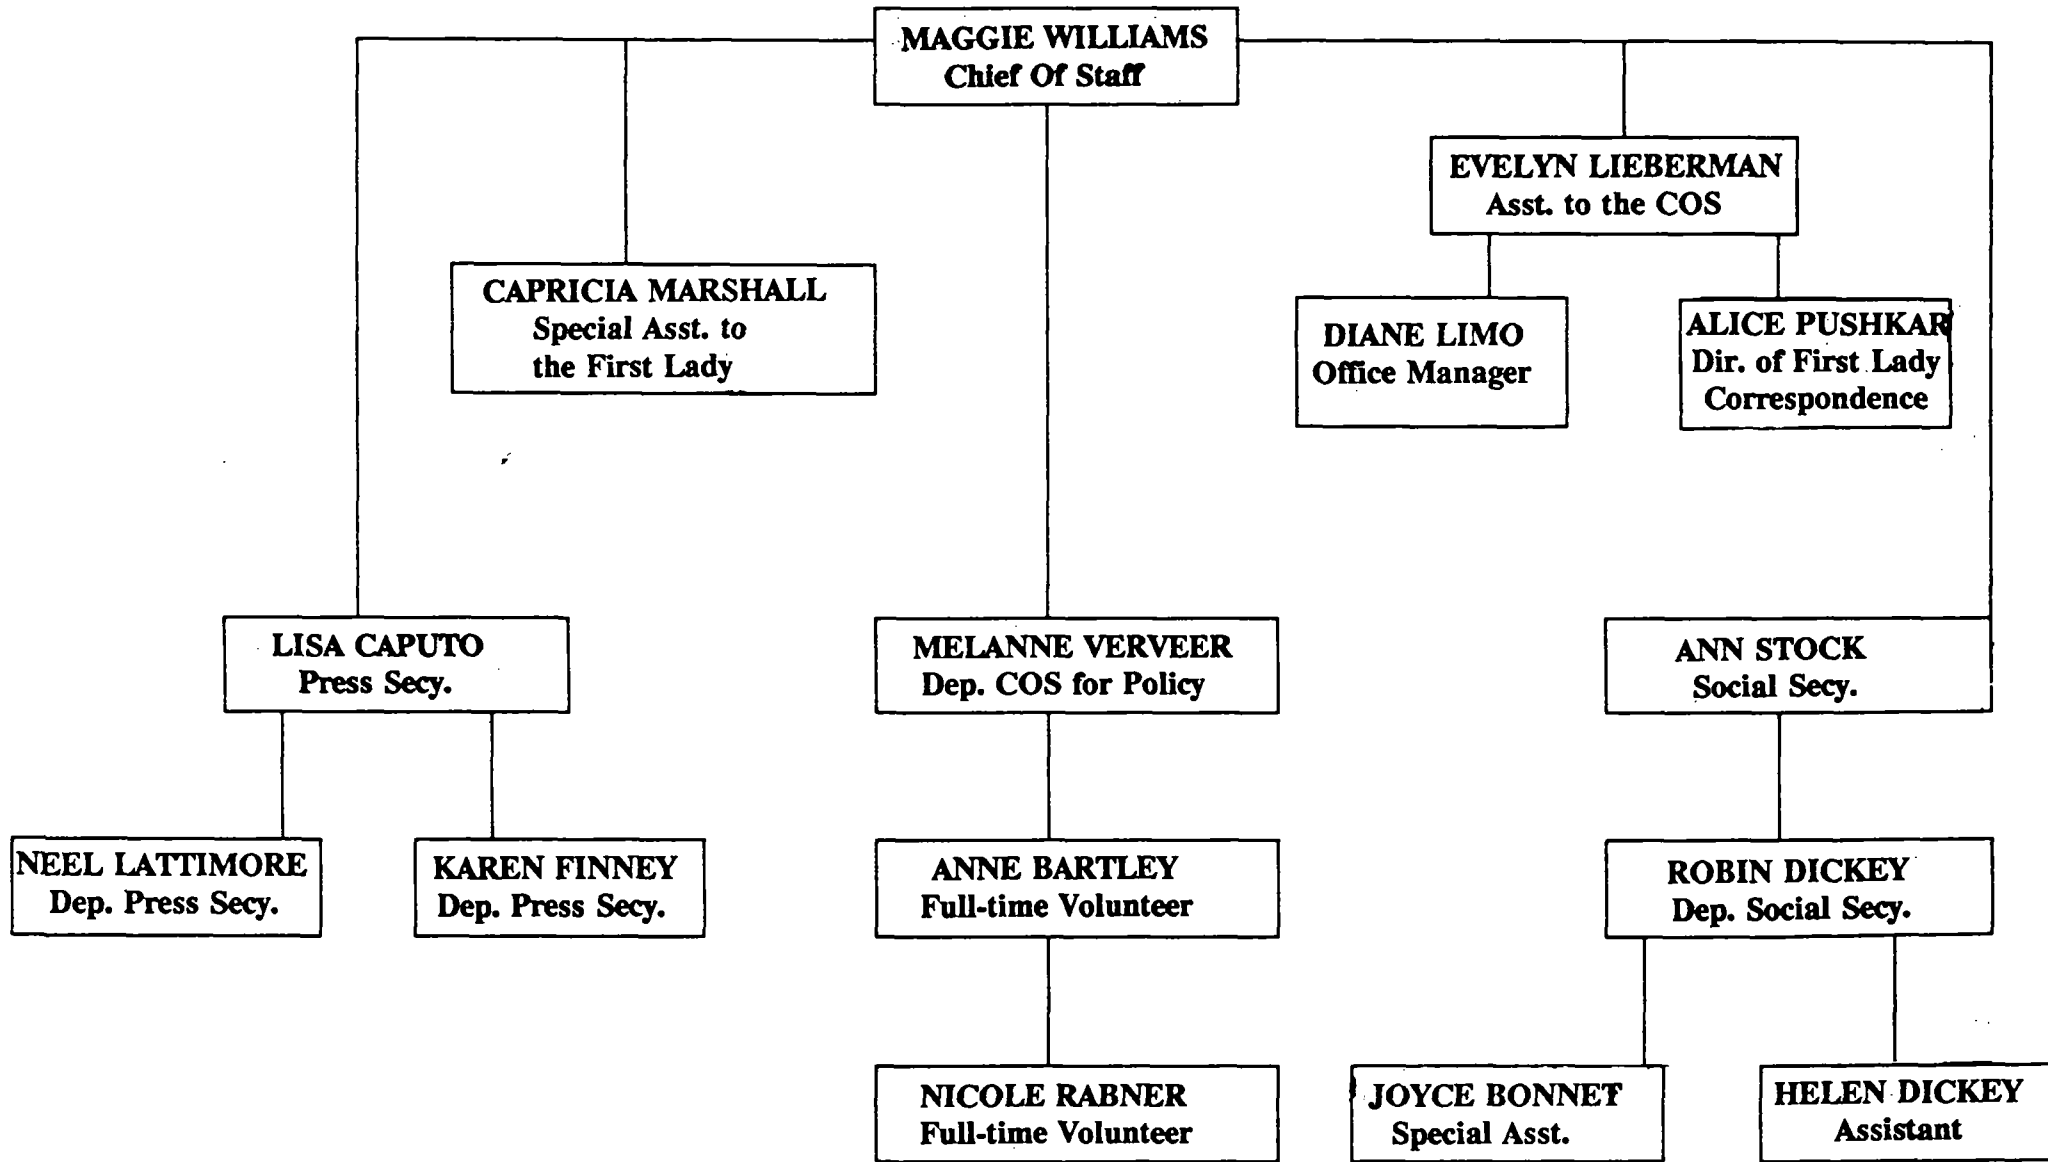 MAGGIE WILLIAMS
Chief Of Staff
EVELYN LIEBERMAN
Asst. to the COS
CAPRICIA MARSHALL
Special Asst. to
the First Lady
DIANE LIMO
Office Manager
ALICE PUSHKAR
Dir. of First Lady
Correspondence
LISA CAPUTO
Press Secy.
MELANNE VERVEER
Dep. COS for Policy
ANN STOCK
Social Secy.
NEEL LATTIMORE
Dep. Press Secy.
KAREN FINNEY
Dep. Press Secy.
ANNE BARTLEY
Full-time Volunteer
ROBIN DICKEY
Dep. Social Secy.
NICOLE RABNER
Full-time Volunteer
JOYCE BONNET
Special Asst.
HELEN DICKEY
Assistant